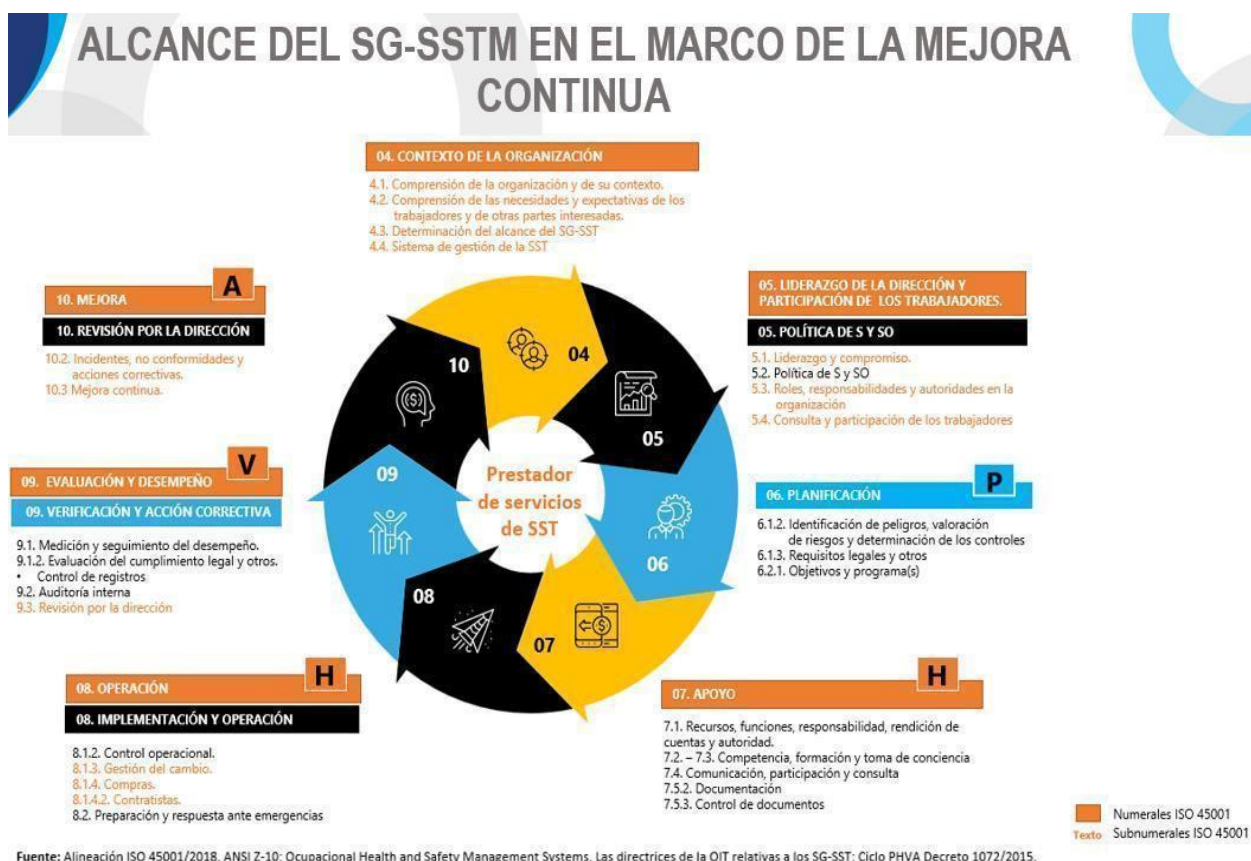 ALCANCE DEL SG-SSTM EN EL MARCO DE LA MEJORA
CONTINUA
04. CONTEXTO DE LA ORGANIZACIÓN
4.1. Comprensión de la organización y de su contexto.
4.2. Comprensión de las necesidades y expectativas de los
trabajadores y de otras partes interesadas.
4.3. Determinación del alcance del SG-SST
4.4. Sistema de gestión de la SST
05. LIDERAZGO DE LA DIRECCIÓN Y
PARTICIPACIÓN DE LOS TRABAJADORES.
05. POLÍTICA DE S Y SO
5.1. Liderazgo y compromiso.
5.2. Política de S y SO
5.3. Roles, responsabilidades y autoridades en la
organización
5.4. Consulta y participación de los trabajadores
P
06. PLANIFICACIÓN
6.1.2. Identificación de peligros, valoración
de riesgos y determinación de los controles
6.1.3. Requisitos legales y otros
6.2.1. Objetivos y programa(s)
H
07. APOYO
7.1. Recursos, funciones, responsabilidad, rendición de
cuentas y autoridad.
7.2. – 7.3. Competencia, formación y toma de conciencia
7.4. Comunicación, participación y consulta
7.5.2. Documentación
7.5.3. Control de documentos
H
08. OPERACIÓN
08. IMPLEMENTACIÓN Y OPERACIÓN
8.1.2. Control operacional.
8.1.3. Gestión del cambio.
8.1.4. Compras.
8.1.4.2. Contratistas.
8.2. Preparación y respuesta ante emergencias
V
09. EVALUACIÓN Y DESEMPEÑO
09. VERIFICACIÓN Y ACCIÓN CORRECTIVA
9.1. Medición y seguimiento del desempeño.
9.1.2. Evaluación del cumplimiento legal y otros.
• Control de registros
9.2. Auditoría interna
9.3. Revisión por la dirección
A
10. MEJORA
10. REVISIÓN POR LA DIRECCIÓN
10.2. Incidentes, no conformidades y
acciones correctivas.
10.3 Mejora continua.
04
05
06
07
08
09
10
Prestador
de servicios
de SST
Numerales ISO 45001
Texto Subnumerales ISO 45001
Fuente: Alineación ISO 45001/2018. ANSI Z-10: Ocupacional Health and Safety Management Systems. Las directrices de la OIT relativas a los SG-SST; Ciclo PHVA Decreto 1072/2015.